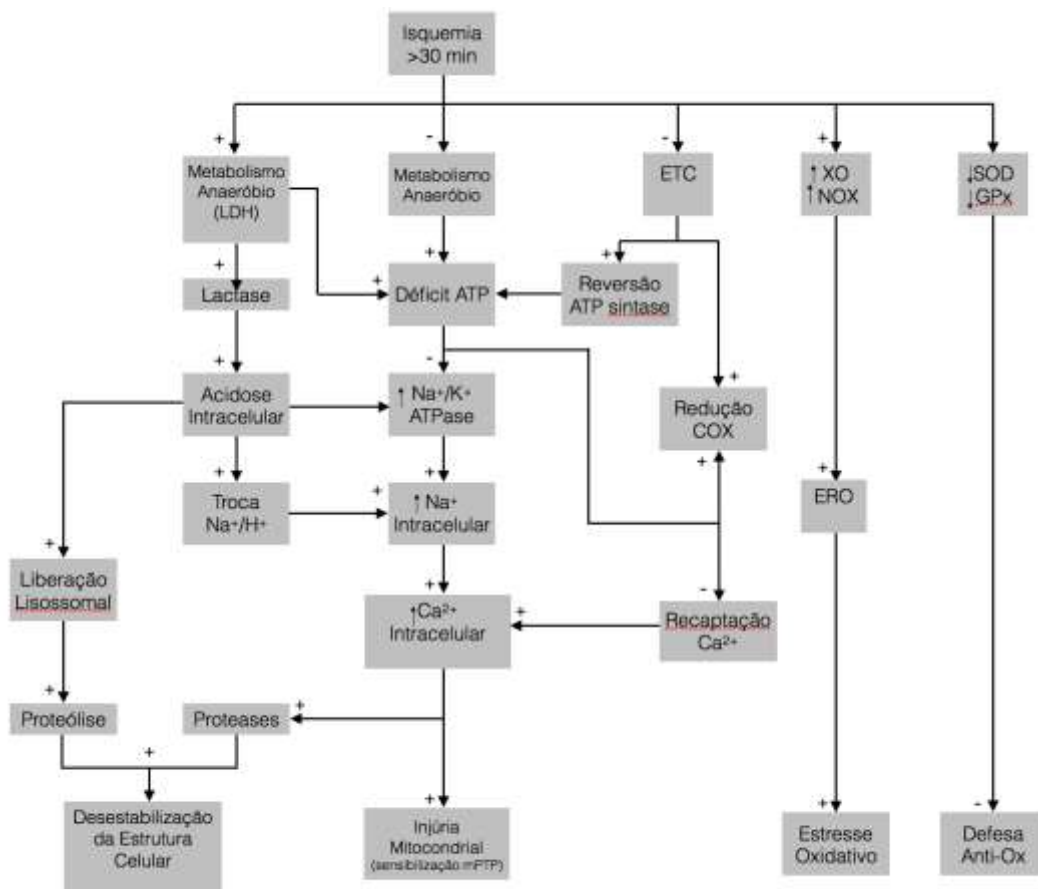 Isquemia
>30 min
+
-
-
+
-
Metabolismo
Anaeróbio
(LDH)
Metabolismo
Anaeróbio
ETC
↑ XO
↑ NOX
↓SOD
↓GPx
+
+
+
+
Lactase
Déficit ATP
Reversão
ATP sintase
+
-
+
Acidose
Intracelular
+
↑ Na+/K+
ATPase
Redução
COX
+
+
+
+
+
Troca
Na+/H+
↑ Na+
Intracelular
ERO
+
Liberação
Lisossomal
+
-
↑Ca²⁺
Intracelular
+
Recaptação
Ca²⁺
+
Proteólise
Proteases
+
+
+
+
-
Desestabilização
da Estrutura
Celular
Injúria
Mitocondrial
(sensibilização mPTP)
Estresse
Oxidativo
Defesa
Anti-Ox